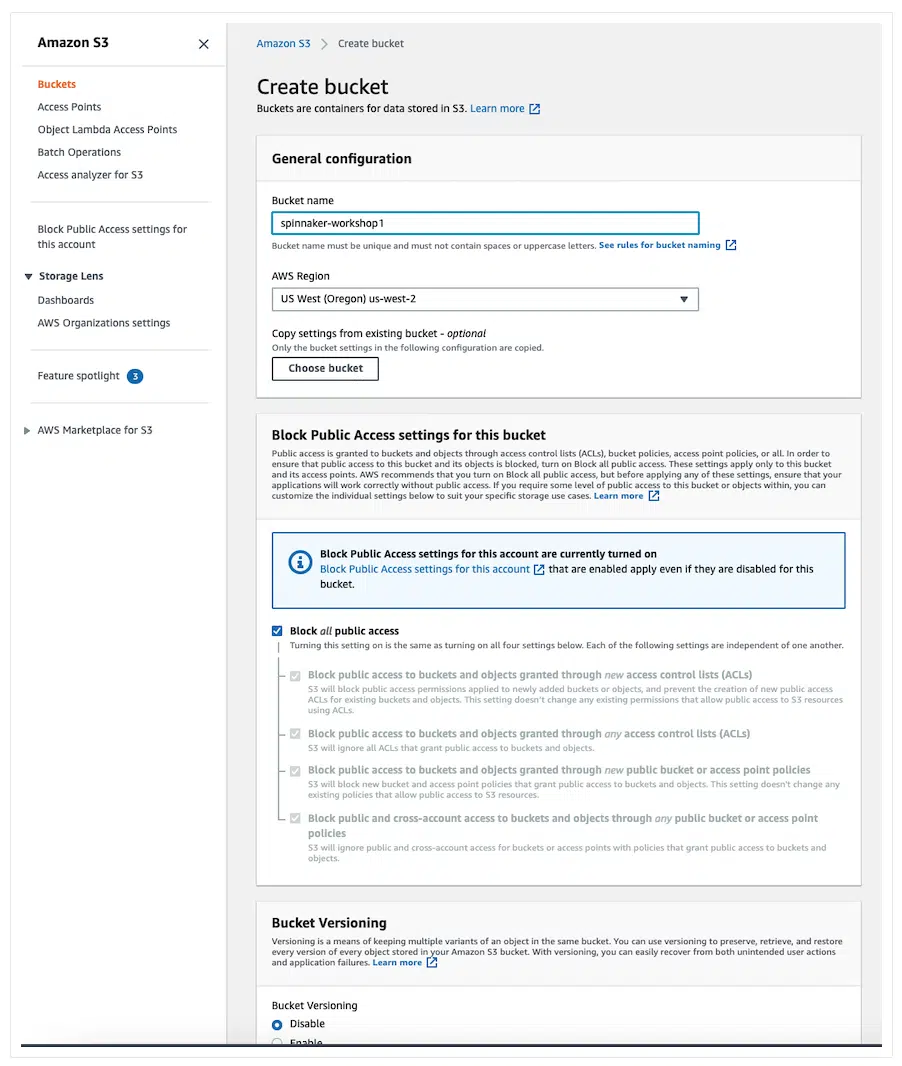 Amazon S3
Buckets
Access Points
Object Lambda Access Points
Batch Operations
Access analyzer for S3
Block Public Access settings for
this account
Storage Lens
Dashboards
AWS Organizations settings
Feature spotlight 3
AWS Marketplace for S3
Amazon S3 > Create bucket
Create bucket
Buckets are containers for data stored in S3. Learn more
General configuration
Bucket name
spinnaker-workshop1
Bucket name must be unique and must not contain spaces or uppercase letters. See rules for bucket naming
AWS Region
US West (Oregon) us-west-2
Copy settings from existing bucket - optional
Only the bucket settings in the following configuration are copied.
Choose bucket
Block Public Access settings for this bucket
Public access is granted to buckets and objects through access control lists (ACLs), bucket policies, access point policies, or all. In order to
ensure that public access to this bucket and its objects is blocked, turn on Block all public access. These settings apply only to this bucket
and its access points. AWS recommends that you turn on Block all public access, but before applying any of these settings, ensure that your
applications will work correctly without public access. If you require some level of public access to this bucket or objects within, you can
customize the individual settings below to suit your specific storage use cases. Learn more
Block Public Access settings for this account are currently turned on
Block Public Access settings for this account that are enabled apply even if they are disabled for this
bucket.
Block all public access
Turning this setting on is the same as turning on all four settings below. Each of the following settings are independent of one another.
Block public access to buckets and objects granted through new access control lists (ACLs)
S3 will block public access permissions applied to newly added buckets or objects, and prevent the creation of new public access
ACLs for existing buckets and objects. This setting doesn't change any existing permissions that allow public access to S3 resources
using ACLs.
Block public access to buckets and objects granted through any access control lists (ACLs)
S3 will ignore all ACLs that grant public access to buckets and objects.
Block public access to buckets and objects granted through new public bucket or access point policies
S3 will block new bucket and access point policies that grant public access to buckets and objects. This setting doesn't change any
existing policies that allow public access to S3 resources.
Block public and cross-account access to buckets and objects through any public bucket or access point
policies
S3 will ignore public and cross-account access for buckets or access points with policies that grant public access to buckets and
objects.
Bucket Versioning
Versioning is a means of keeping multiple variants of an object in the same bucket. You can use versioning to preserve, retrieve, and restore
every version of every object stored in your Amazon S3 bucket. With versioning, you can easily recover from both unintended user actions
and application failures. Learn more
Bucket Versioning
Disable
Enable